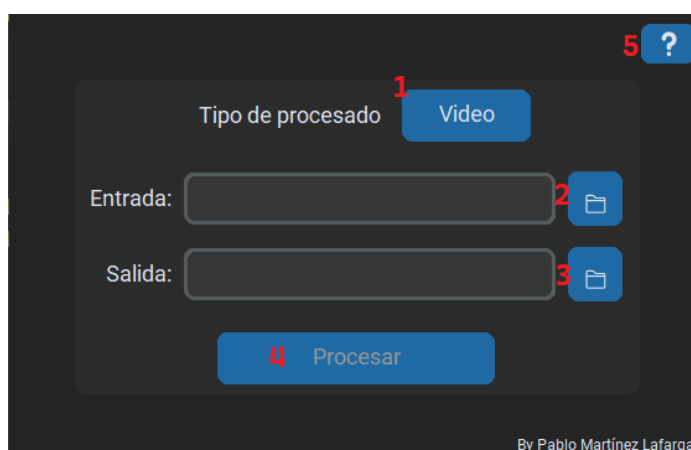 5 ?
1
Tipo de procesado Video
Entrada: 2
Salida: 3
4 Procesar
By Pablo Martínez Lafarga